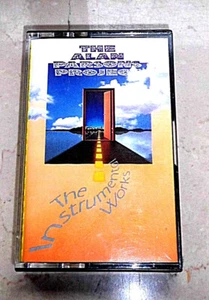 THE
ALAN
PARSONS
PROJECT
The
Instrumental
Works